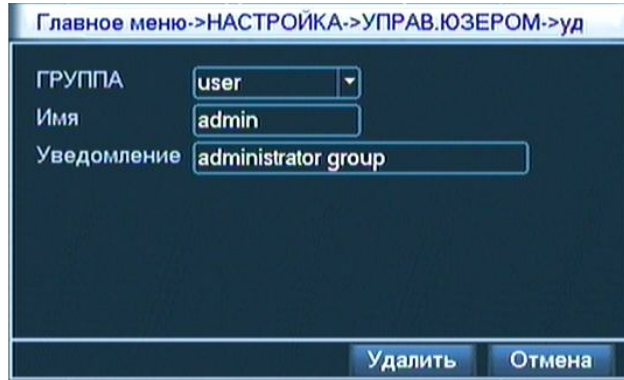 Главное меню->НАСТРОЙКА->УПРАВ.ЮЗЕРОМ->уд
ГРУППА user
Имя admin
Уведомление administrator group
Удалить Отмена